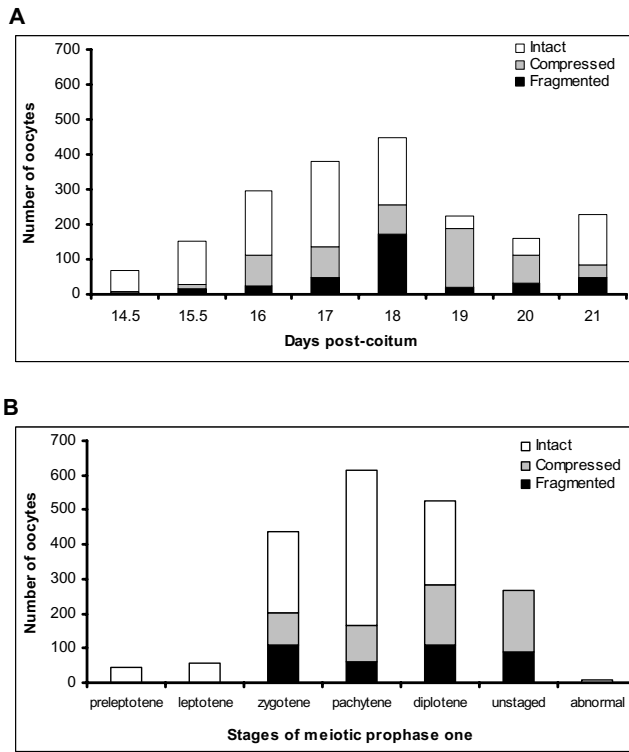 A
700
600
500
400
300
200
100
0
Number of oocytes
Intact
Compressed
Fragmented
14.5 15.5 16 17 18 19 20 21
Days post-coitum
B
700
600
500
400
300
200
100
0
Number of oocytes
Intact
Compressed
Fragmented
preleptotene leptotene zygotene pachytene diplotene unstaged abnormal
Stages of meiotic prophase one